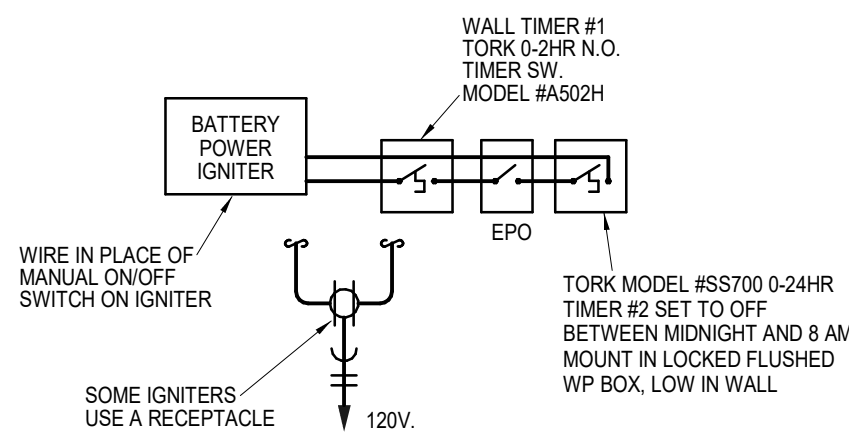 WALL TIMER #1
TORK 0-2HR N.O.
TIMER SW.
MODEL #A502H
BATTERY
POWER
IGNITER
EPO
WIRE IN PLACE OF
MANUAL ON/OFF
SWITCH ON IGNITER
TORK MODEL #SS700 0-24HR
TIMER #2 SET TO OFF
BETWEEN MIDNIGHT AND 8 AM
MOUNT IN LOCKED FLUSHED
WP BOX, LOW IN WALL
SOME IGNITERS
USE A RECEPTACLE
120V.